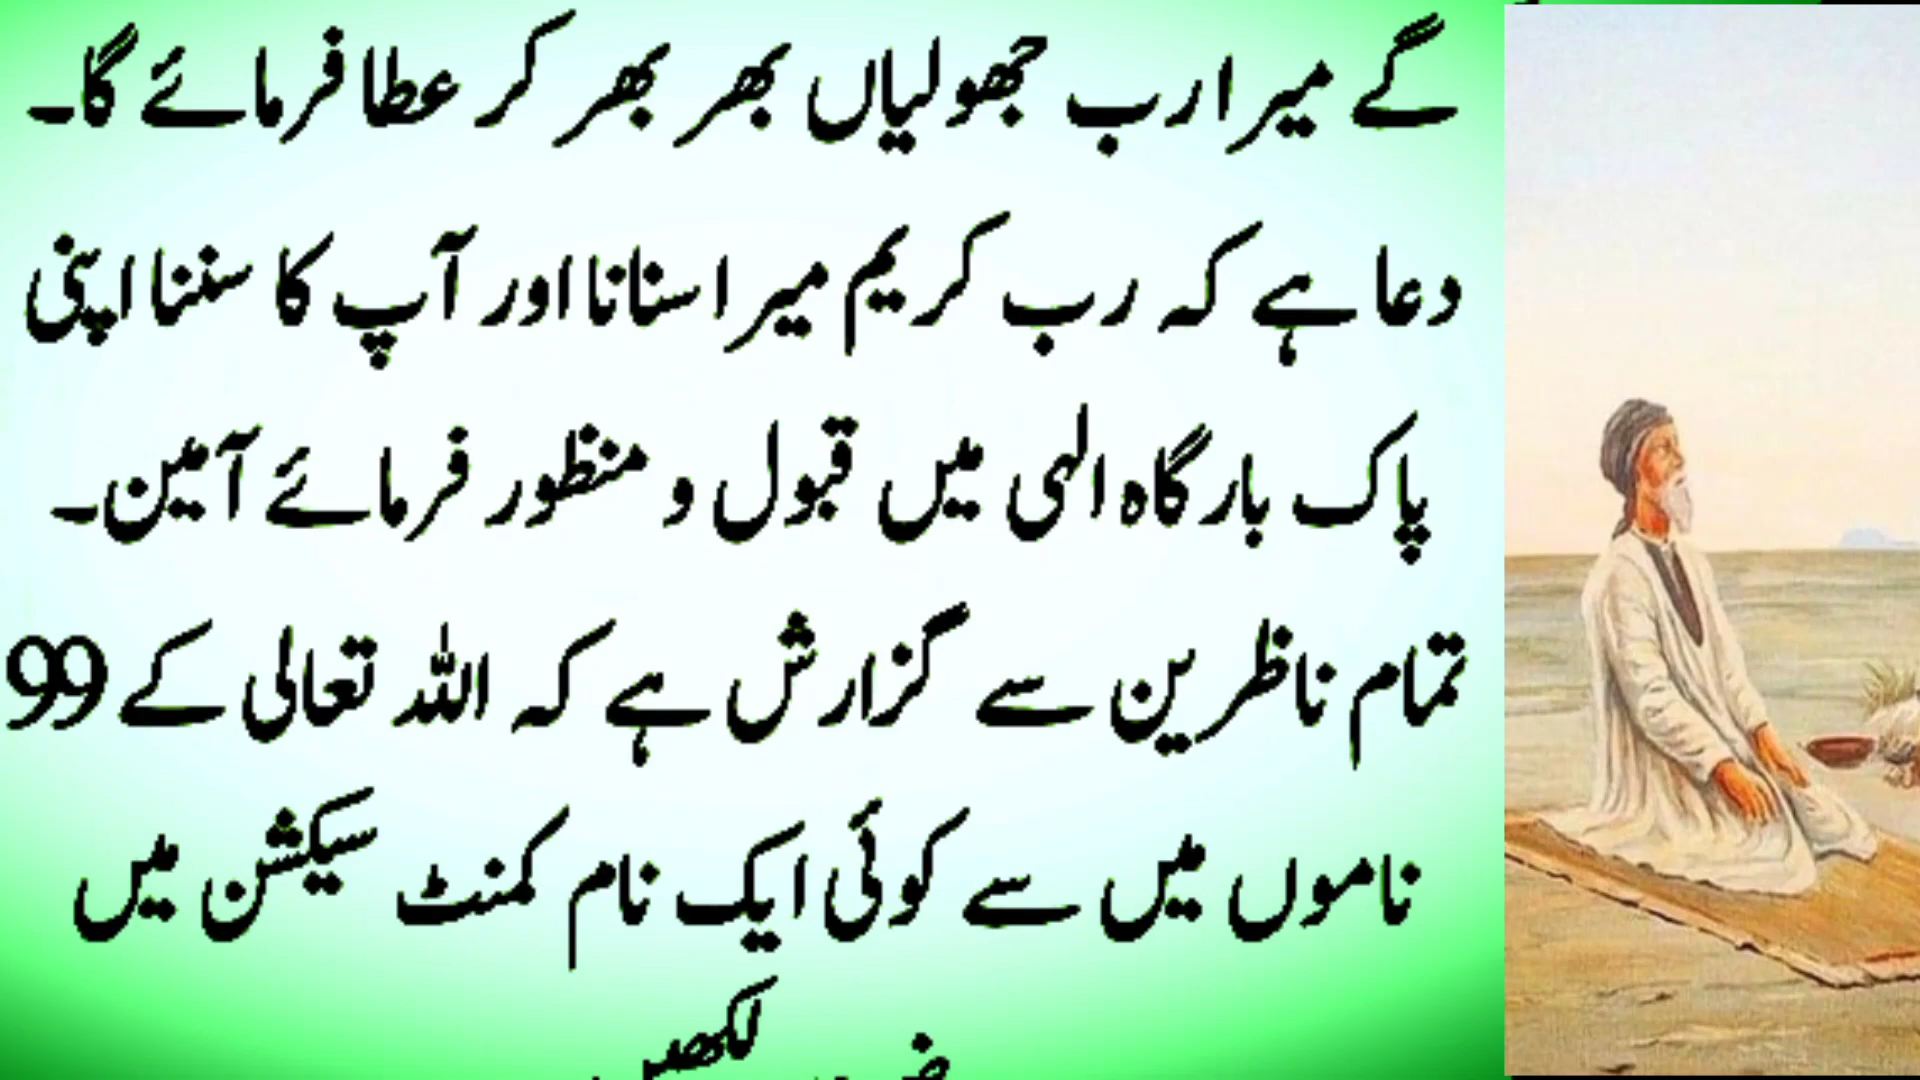 گے میرا رب جھولیاں بھر بھر کر عطا فرمائے گا۔
دعا ہے کہ رب کریم میرا سنانا اور آپ کا سننا اپنی
پاک بارگاہ الہی میں قبول و منظور فرمائے آمین۔
تمام ناظرین سے گزارش ہے کہ اللہ تعالی کے 99
ناموں میں سے کوئی ایک نام کمنٹ سیکشن میں
لکھیں